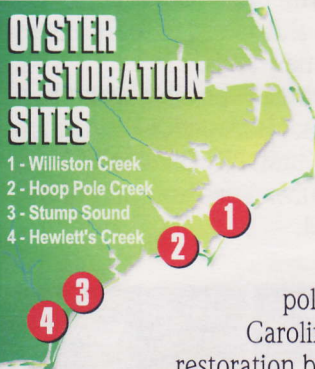 OYSTER
RESTORATION
SITES
1 - Williston Creek
2 - Hoop Pole Creek
3 - Stump Sound
4 - Hewlett's Creek
1
2
3
4
pol
Carolin
restoration b